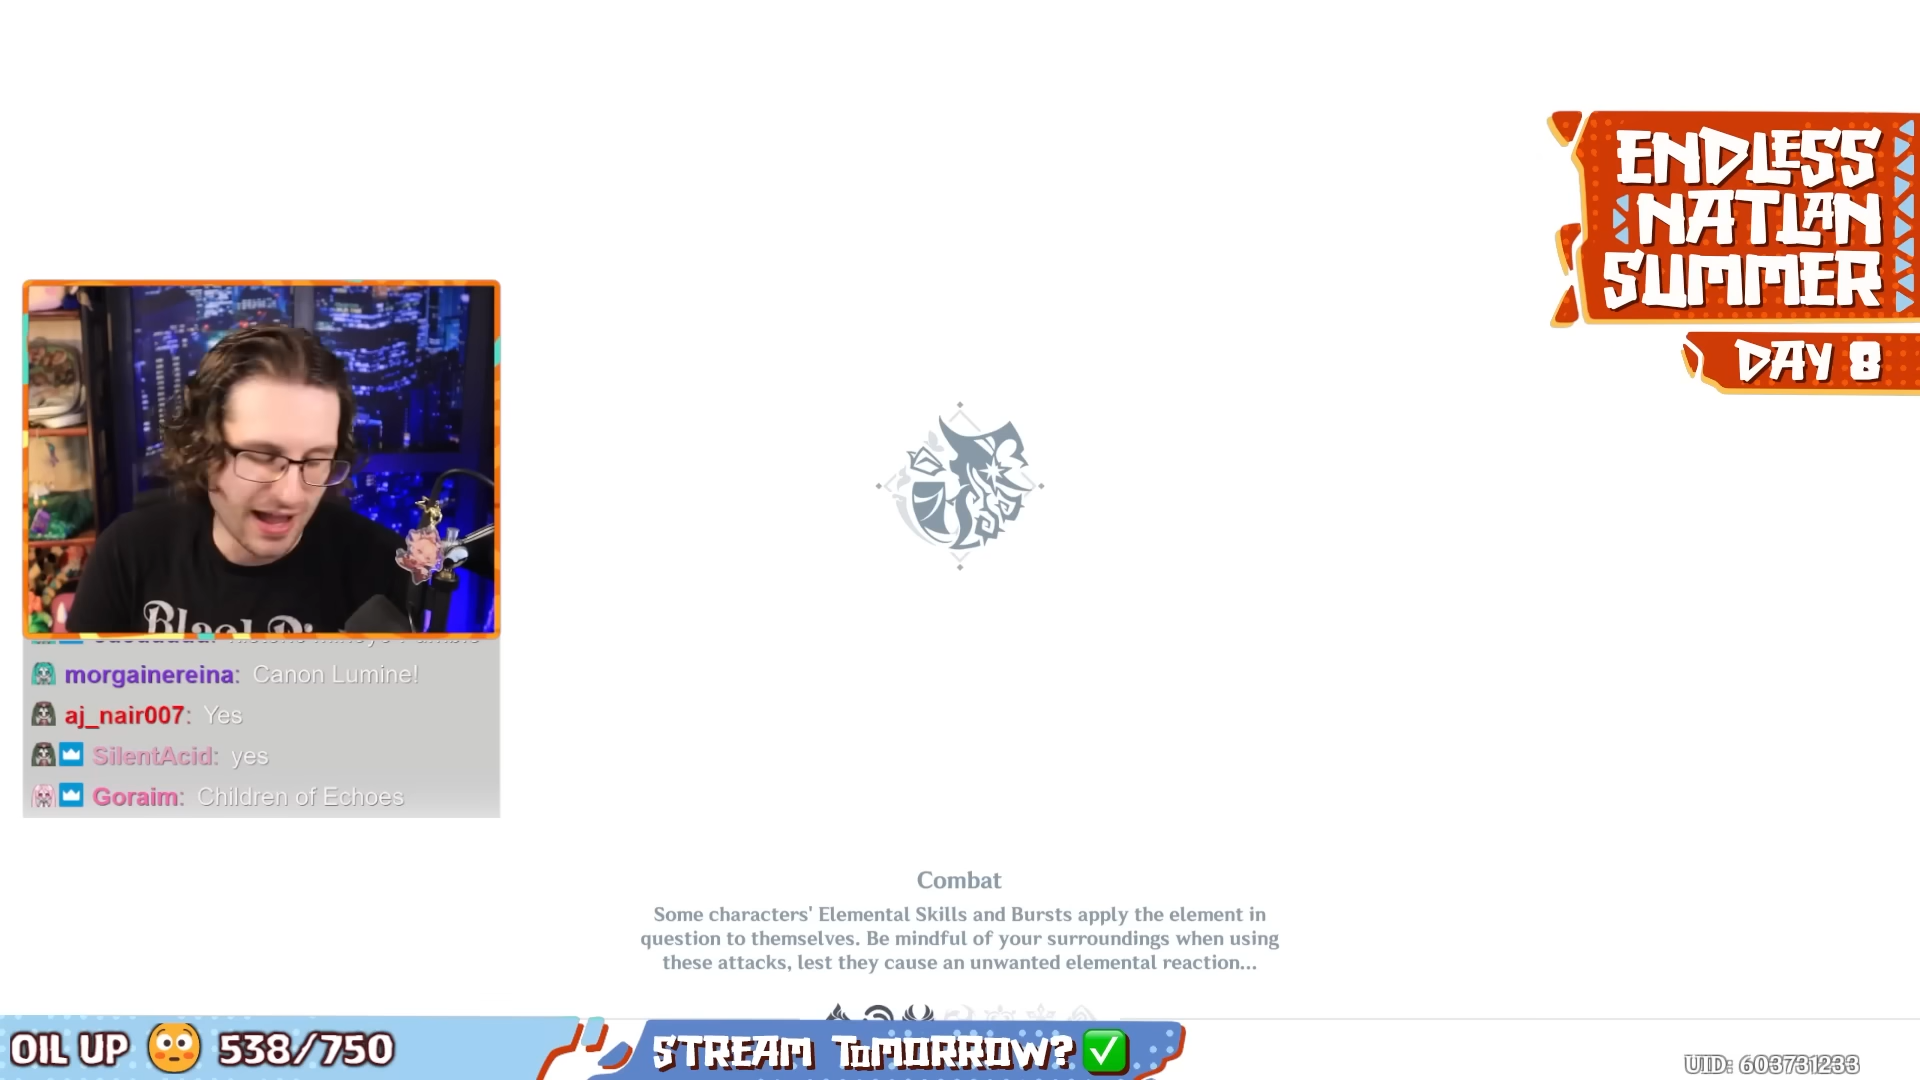 ENDLESS
NATLAN
SUMMER
DAY 8
morgainereina: Canon Lumine!
aj_nair007: Yes
SilentAcid: yes
Goraim: Children of Echoes
Combat
Some characters' Elemental Skills and Bursts apply the element in
question to themselves. Be mindful of your surroundings when using
these attacks, lest they cause an unwanted elemental reaction...
OIL UP 😳 538/750
STREAM TOMORROW? ✅
UID: 603731233